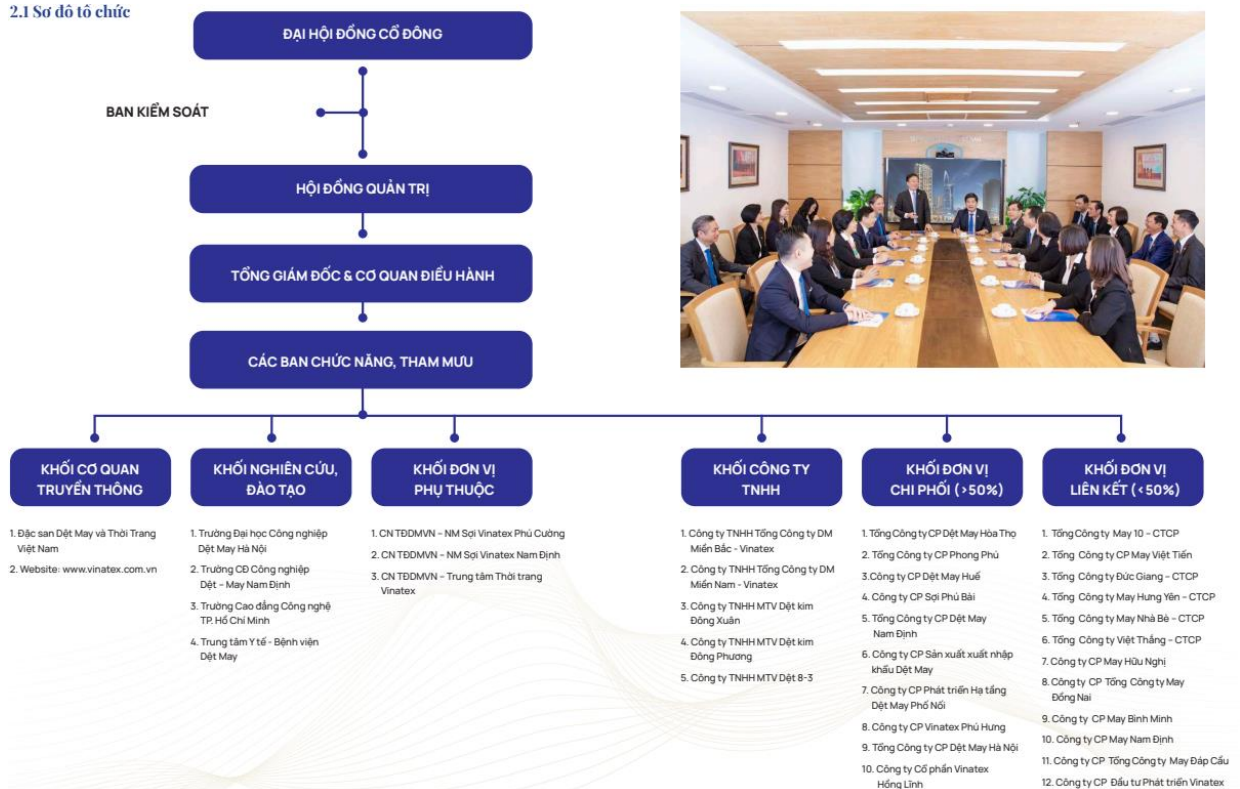 2.1 Sơ đồ tổ chức
ĐẠI HỘI ĐỒNG CỔ ĐÔNG
BAN KIỂM SOÁT
HỘI ĐỒNG QUẢN TRỊ
TỔNG GIÁM ĐỐC & CƠ QUAN ĐIỀU HÀNH
CÁC BAN CHỨC NĂNG, THAM MƯU
KHỐI CƠ QUAN
TRUYỀN THÔNG
1. Đặc san Dệt May và Thời Trang
Việt Nam
2. Website: www.vinatex.com.vn
KHỐI NGHIÊN CỨU,
ĐÀO TẠO
1. Trường Đại học Công nghiệp
Dệt May Hà Nội
2. Trường CĐ Công nghiệp
Dệt – May Nam Định
3. Trường Cao đẳng Công nghệ
TP. Hồ Chí Minh
4. Trung tâm Y tế - Bệnh viện
Dệt May
KHỐI ĐƠN VỊ
PHỤ THUỘC
1. CN TĐDMVN – NM Sợi Vinatex Phú Cường
2. CN TĐDMVN – NM Sợi Vinatex Nam Định
3. CN TĐDMVN – Trung tâm Thời trang
Vinatex
KHỐI CÔNG TY
TNHH
1. Công ty TNHH Tổng Công ty DM
Miền Bắc - Vinatex
2. Công ty TNHH Tổng Công ty DM
Miền Nam - Vinatex
3. Công ty TNHH MTV Dệt kim
Đông Xuân
4. Công ty TNHH MTV Dệt kim
Đông Phương
5. Công ty TNHH MTV Dệt 8-3
KHỐI ĐƠN VỊ
CHI PHỐI (>50%)
1. Tổng Công ty CP Dệt May Hòa Thọ
2. Tổng Công ty CP Phong Phú
3.Công ty CP Dệt May Huế
4. Công ty CP Sợi Phú Bài
5. Tổng Công ty CP Dệt May
Nam Định
6. Công ty CP Sản xuất xuất nhập
khẩu Dệt May
7. Công ty CP Phát triển Hạ tầng
Dệt May Phố Nối
8. Công ty CP Vinatex Phú Hưng
9. Tổng Công ty CP Dệt May Hà Nội
10. Công ty Cổ phần Vinatex
Hồng Lĩnh
KHỐI ĐƠN VỊ
LIÊN KẾT (<50%)
1. Tổng Công ty May 10 – CTCP
2. Tổng Công ty CP May Việt Tiến
3. Tổng Công ty Đức Giang – CTCP
4. Tổng Công ty May Hưng Yên – CTCP
5. Tổng Công ty May Nhà Bè – CTCP
6. Tổng Công ty Việt Thắng – CTCP
7. Công ty CP May Hữu Nghị
8. Công ty CP Tổng Công ty May
Đồng Nai
9. Công ty CP May Bình Minh
10. Công ty CP May Nam Định
11. Công ty CP Tổng Công ty May Đáp Cầu
12. Công ty CP Đầu tư Phát triển Vinatex